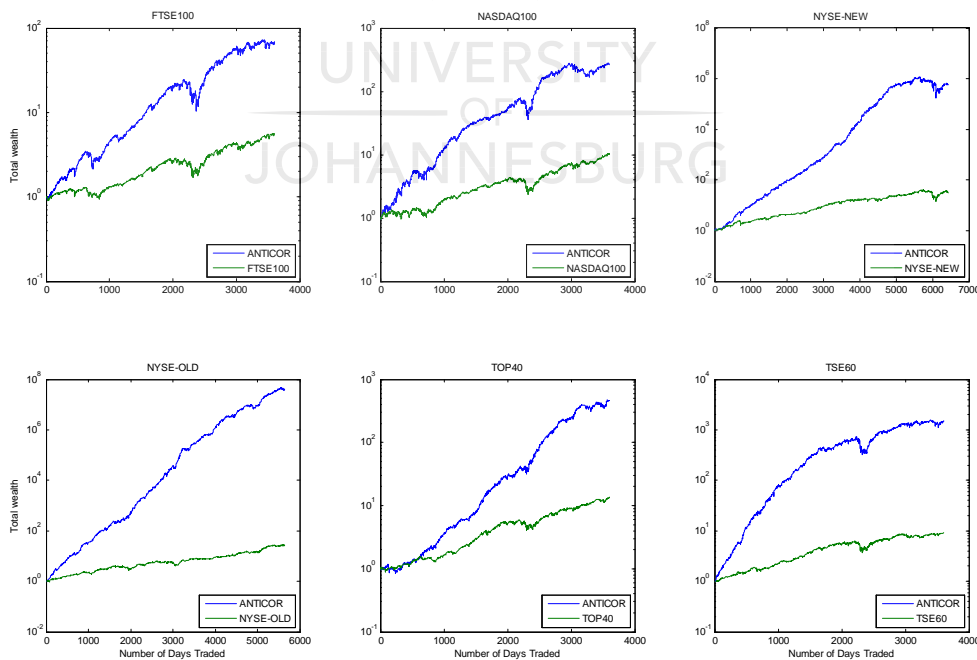 FTSE100
10^2
10^1
10^0
10^-1
Total wealth
0 1000 2000 3000 4000
ANTICOR
FTSE100
NASDAQ100
10^3
10^2
10^1
10^0
10^-1
0 1000 2000 3000 4000
ANTICOR
NASDAQ100
NYSE-NEW
10^8
10^6
10^4
10^2
10^0
10^-2
0 1000 2000 3000 4000 5000 6000 7000
ANTICOR
NYSE-NEW
UNIVERSITY
OF
JOHANNESBURG
NYSE-OLD
10^8
10^6
10^4
10^2
10^0
10^-2
Total wealth
0 1000 2000 3000 4000 5000 6000
Number of Days Traded
ANTICOR
NYSE-OLD
TOP40
10^3
10^2
10^1
10^0
10^-1
0 1000 2000 3000 4000
Number of Days Traded
ANTICOR
TOP40
TSE60
10^4
10^3
10^2
10^1
10^0
10^-1
0 1000 2000 3000 4000
Number of Days Traded
ANTICOR
TSE60